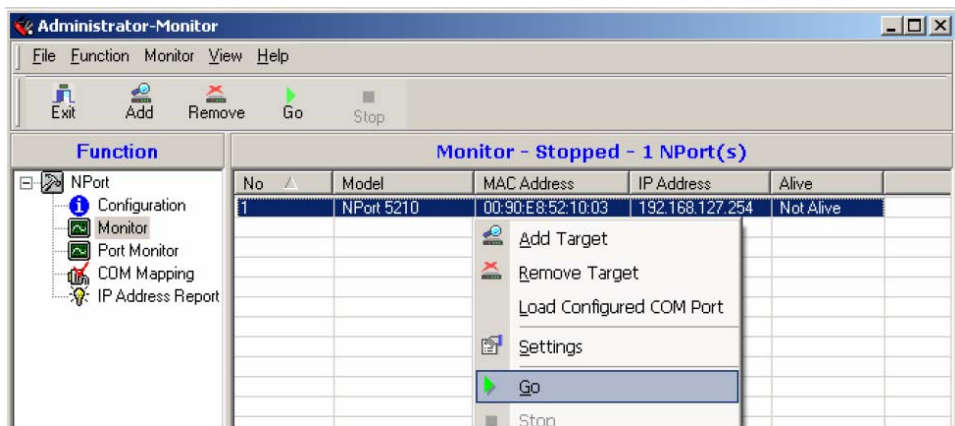 Administrator-Monitor
File Function Monitor View Help
Exit Add Remove Go Stop
Function
Monitor - Stopped - 1 NPort(s)
NPort
Configuration
Monitor
Port Monitor
COM Mapping
IP Address Report
No Model MAC Address IP Address Alive
1 NPort 5210 00:90:E8:52:10:03 192.168.127.254 Not Alive
Add Target
Remove Target
Load Configured COM Port
Settings
Go
Stop